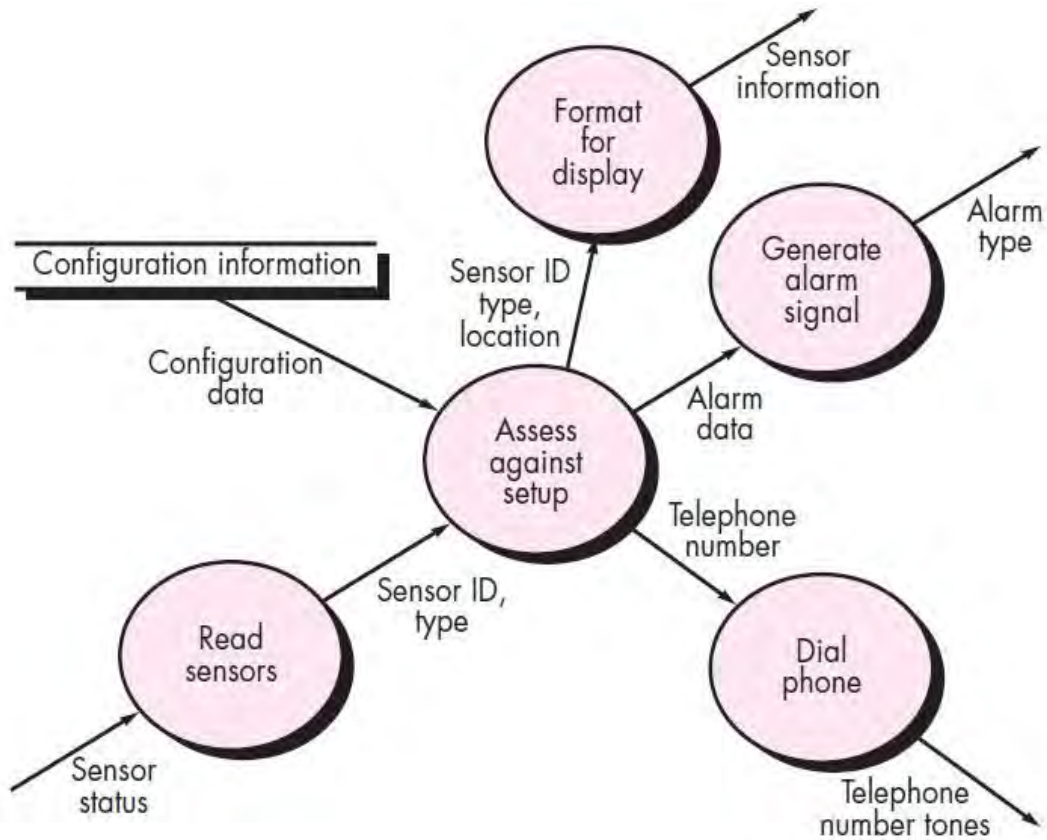 Sensor
information
Format
for
display
Alarm
type
Generate
alarm
signal
Configuration information
Sensor ID
type,
location
Configuration
data
Alarm
data
Assess
against
setup
Telephone
number
Sensor ID,
type
Read
sensors
Dial
phone
Sensor
status
Telephone
number tones